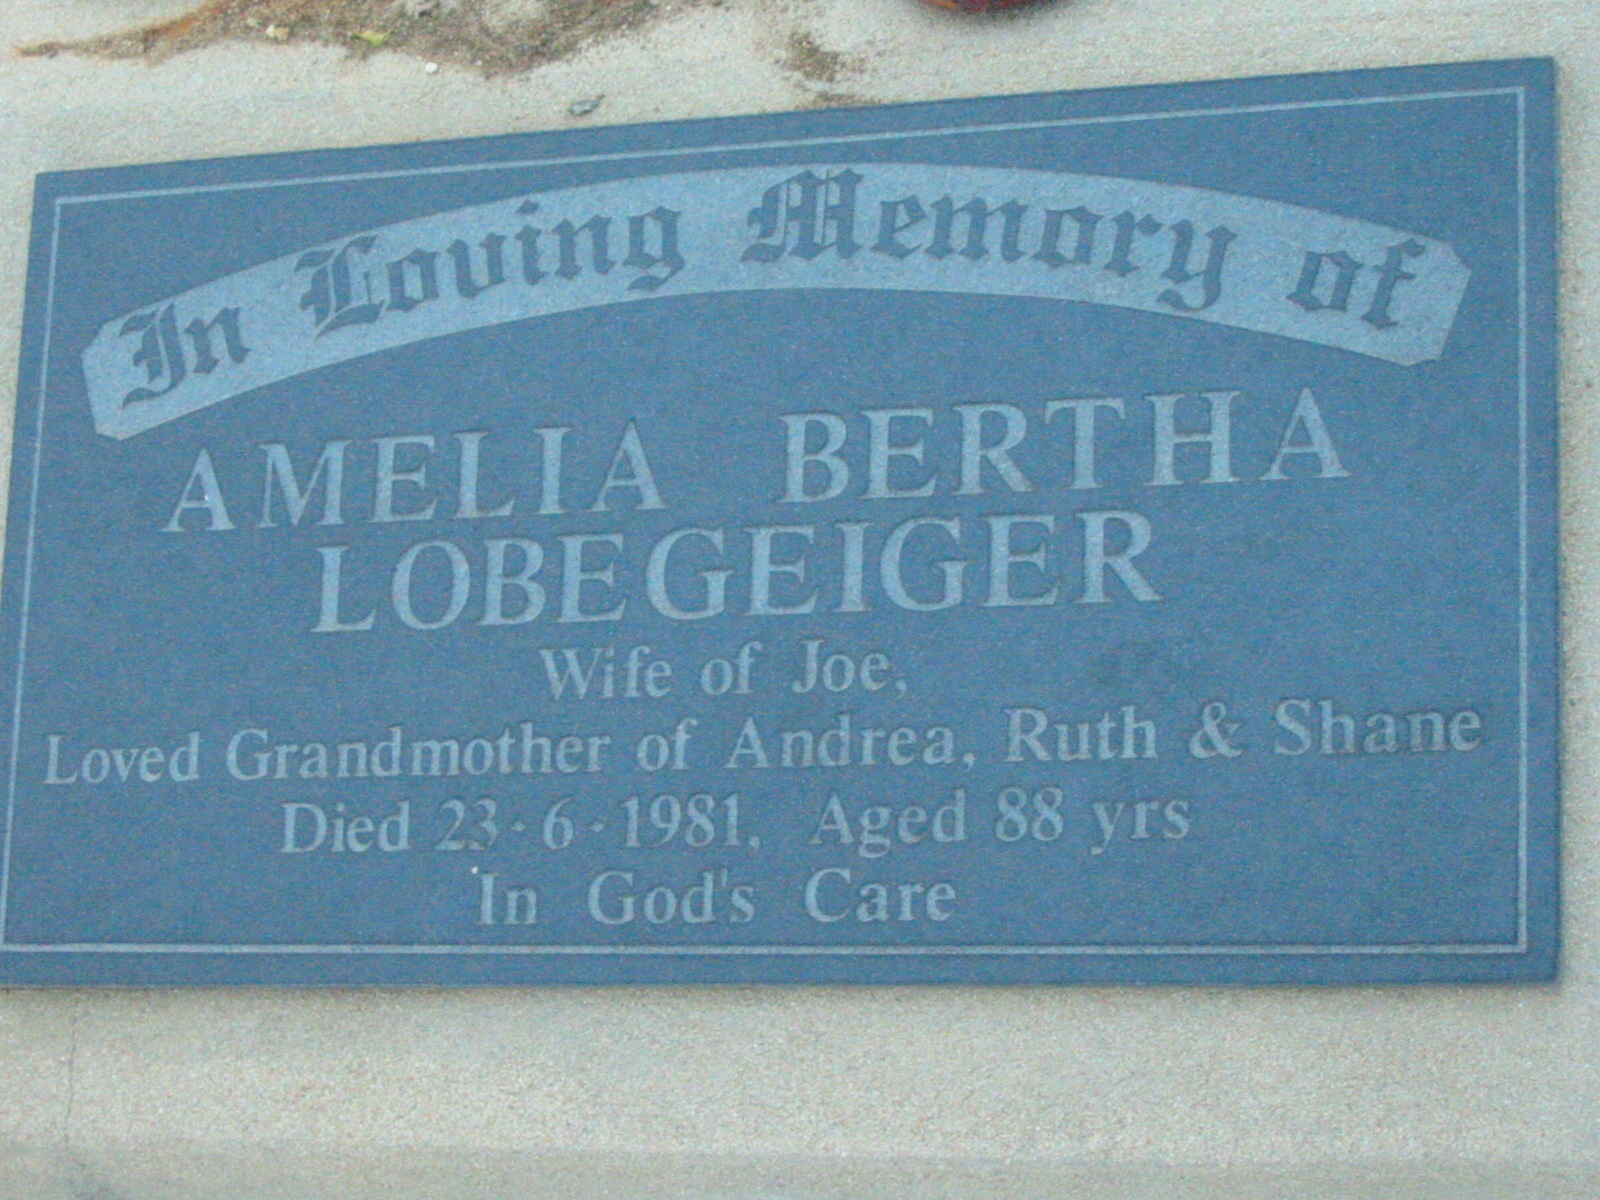 In Loving Memory of
AMELIA BERTHA
LOBEGEIGER
Wife of Joe,
Loved Grandmother of Andrea, Ruth & Shane
Died 23·6·1981, Aged 88 yrs
In God's Care